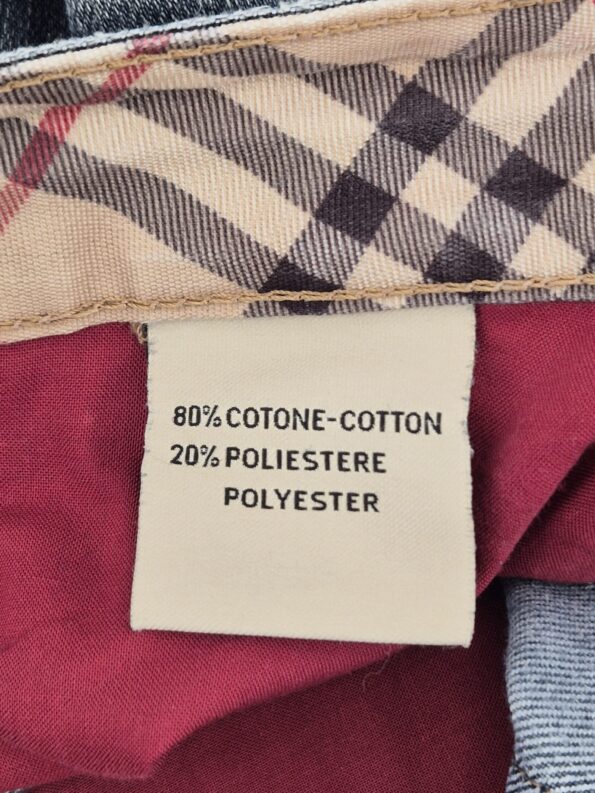 80% COTONE-COTTON
20% POLIESTERE
POLYESTER